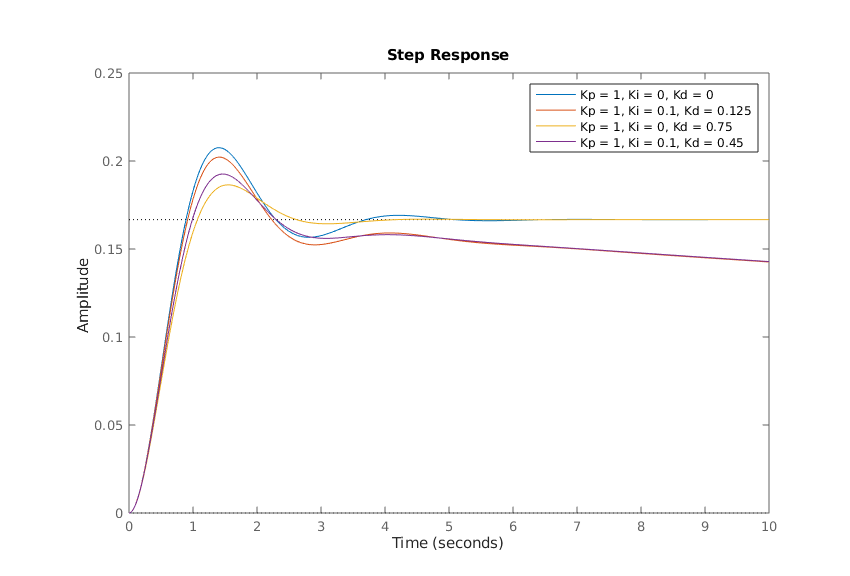 Step Response
0.25
0.2
0.15
0.1
0.05
0
Amplitude
Kp = 1, Ki = 0, Kd = 0
Kp = 1, Ki = 0.1, Kd = 0.125
Kp = 1, Ki = 0, Kd = 0.75
Kp = 1, Ki = 0.1, Kd = 0.45
0 1 2 3 4 5 6 7 8 9 10
Time (seconds)